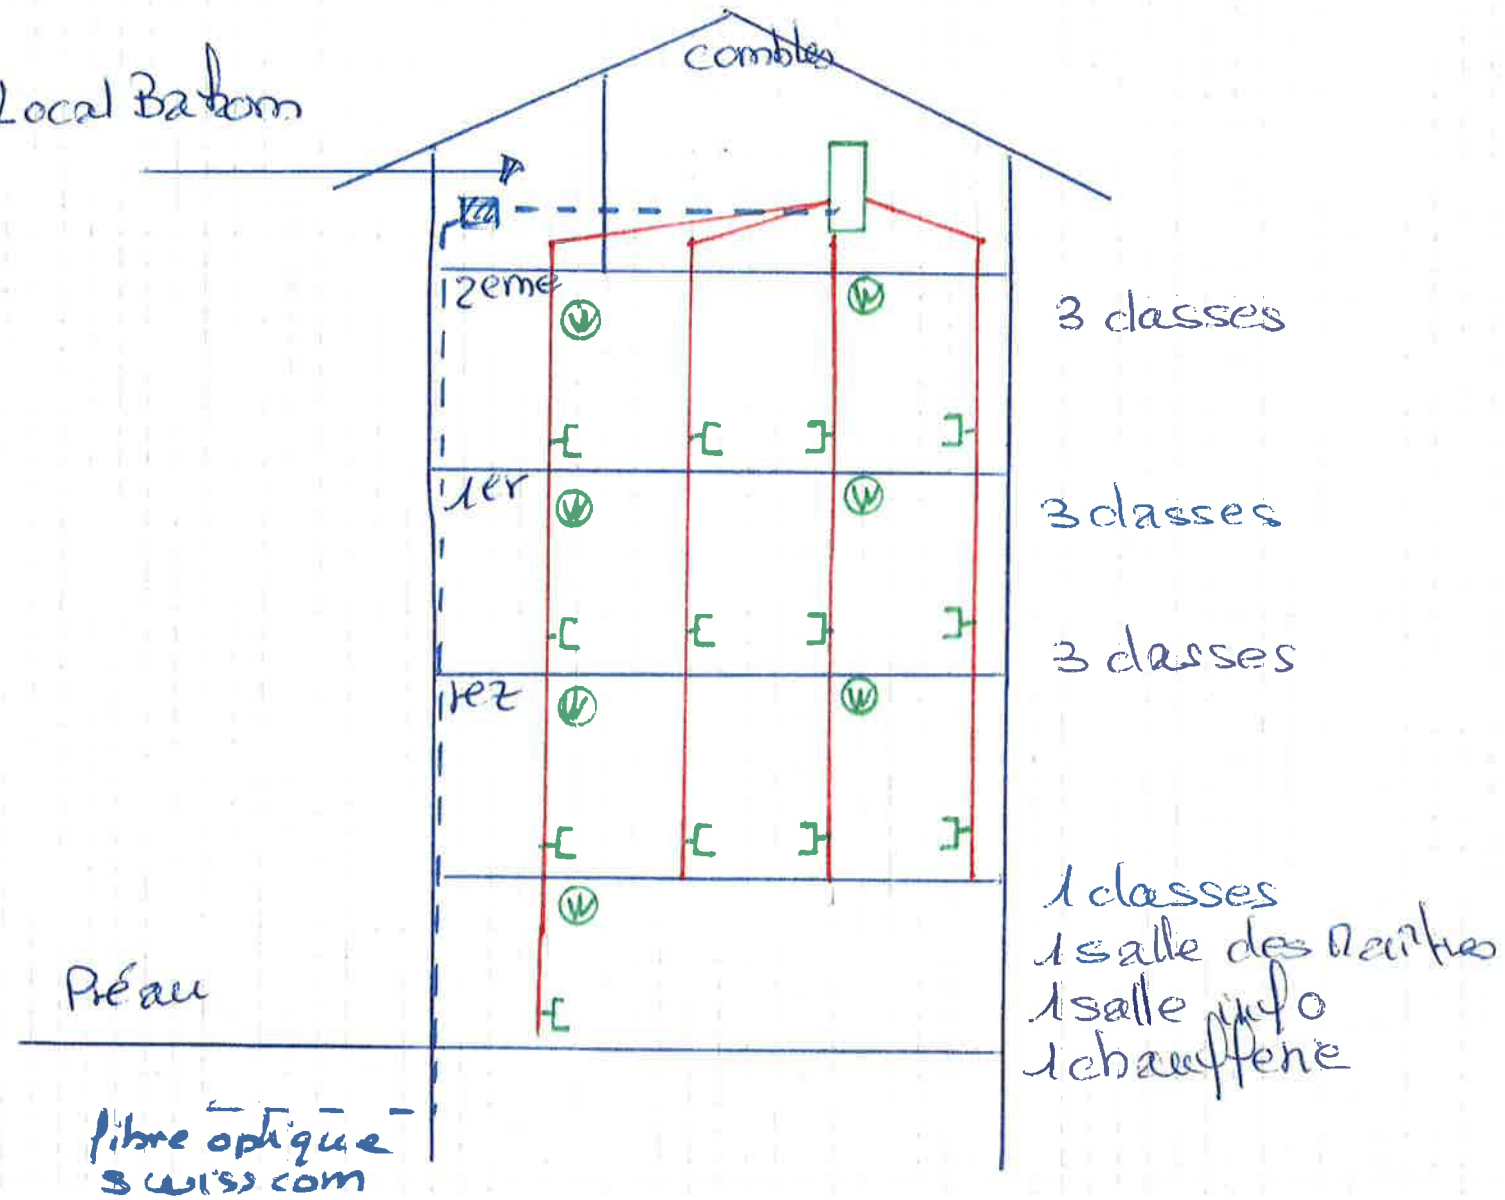 combles
Local Batcom
2eme
W
W
3 classes
1er
W
W
3 classes
3 classes
rez
W
W
W
1 classes
1 salle des Maîtres
1 salle info
1 chaufferie
Préau
fibre optique
swisscom